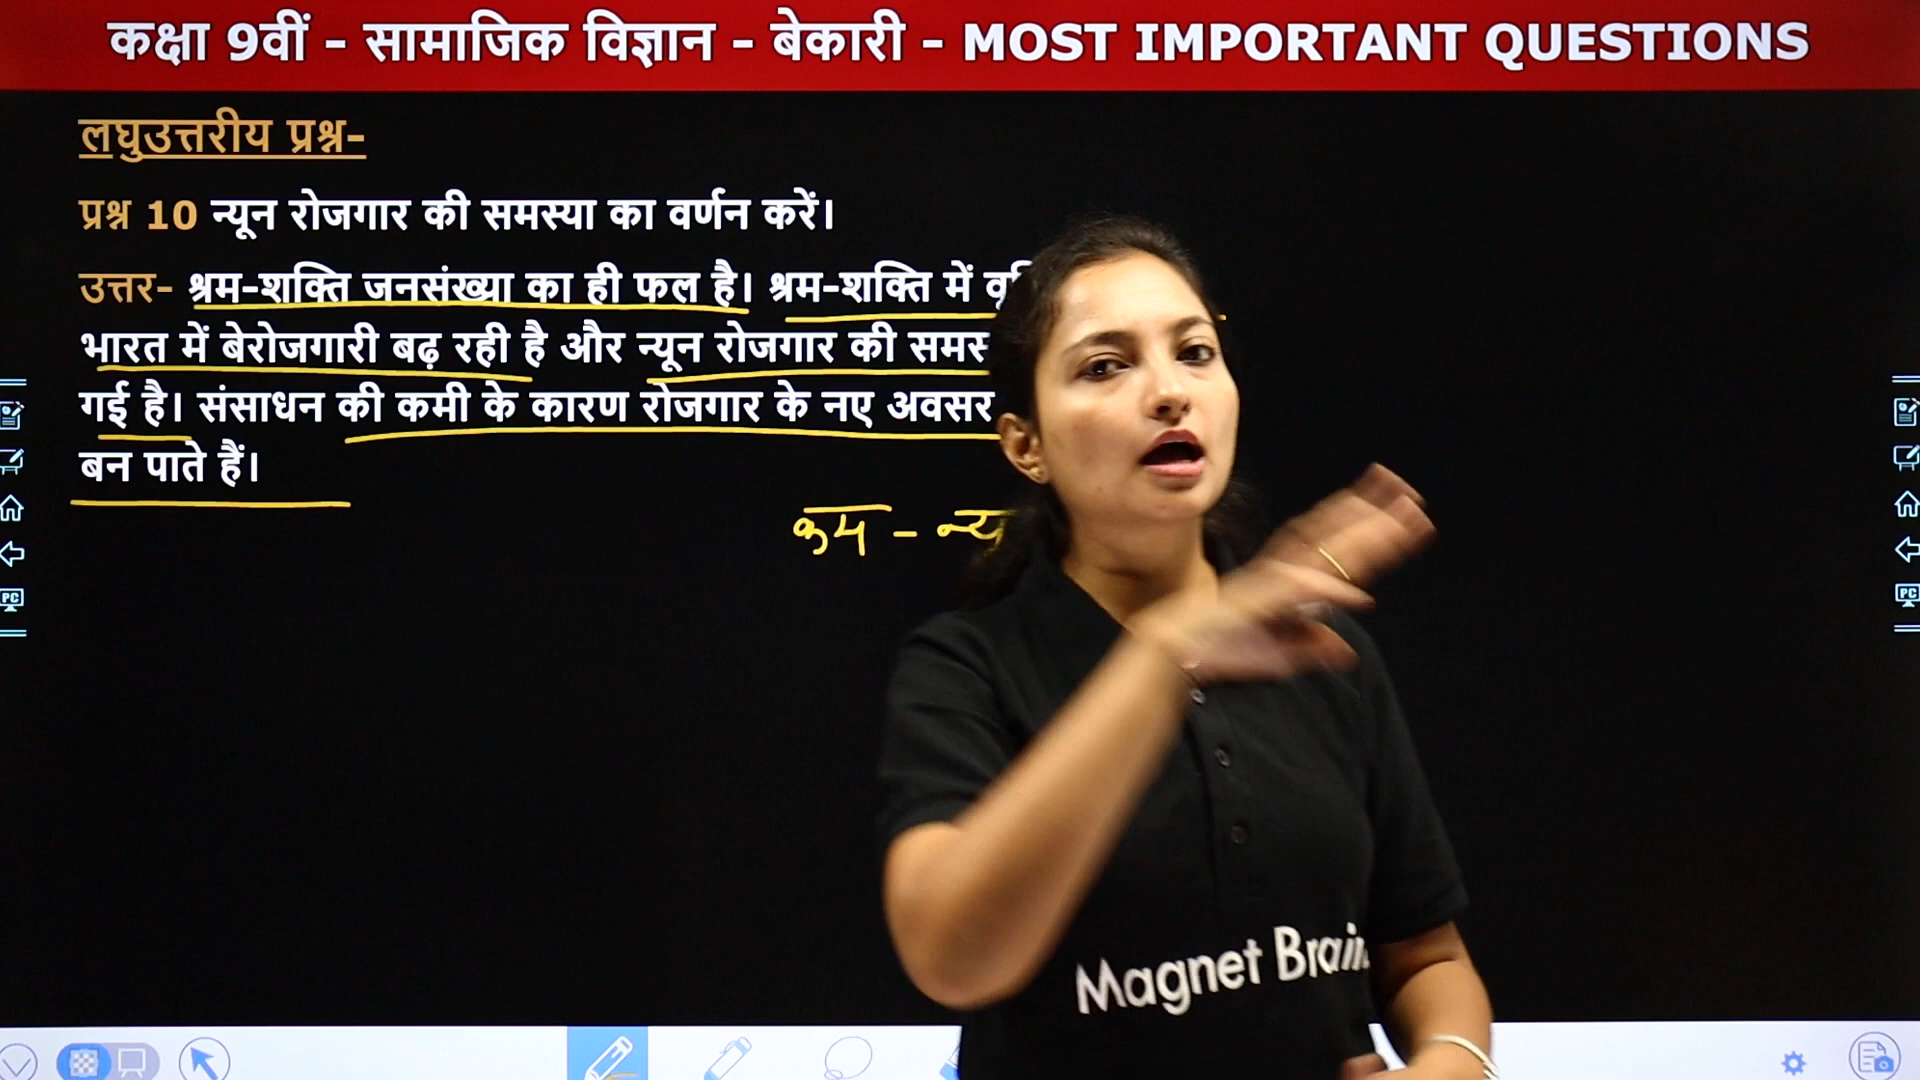 कक्षा 9वीं - सामाजिक विज्ञान - बेकारी - MOST IMPORTANT QUESTIONS
लघुउत्तरीय प्रश्न-
प्रश्न 10 न्यून रोजगार की समस्या का वर्णन करें।
उत्तर- श्रम-शक्ति जनसंख्या का ही फल है। श्रम-शक्ति में
भारत में बेरोजगारी बढ़ रही है और न्यून रोजगार की
गई है। संसाधन की कमी के कारण रोजगार के नए अवसर
बन पाते हैं।
कम -
PC
PC
Magnet